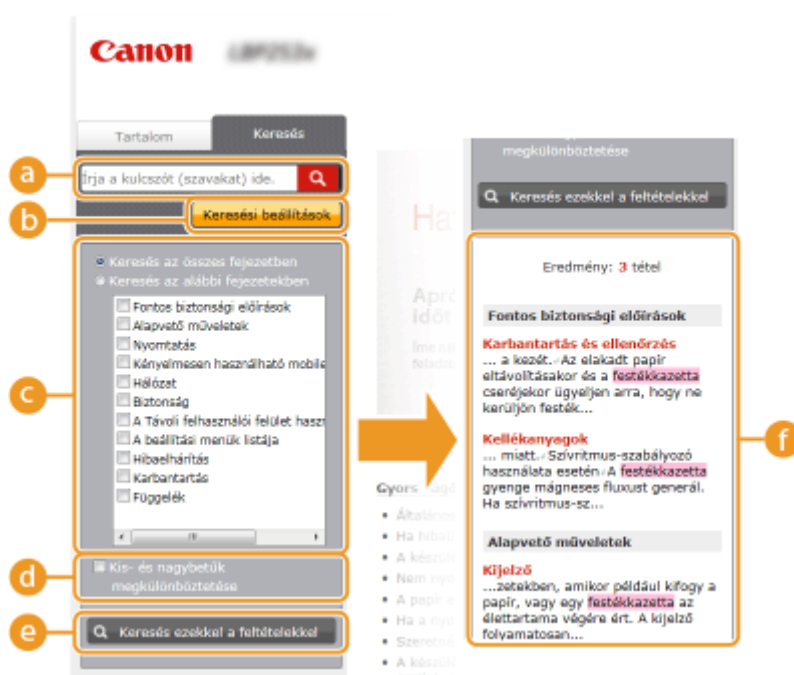 Canon
LBP253x
Tartalom
Keresés
a
Írja a kulcszót (szavakat) ide.
b
Keresési beállítások
c
Keresés az összes fejezetben
Keresés az alábbi fejezetekben
Fontos biztonsági előírások
Alapvető műveletek
Nyomtatás
Kényelmesen használható mobile
Hálózat
Biztonság
A Távoli felhasználói felület haszn
A beállítási menük listája
Hibaelhárítás
Karbantartás
Függelék
d
Kis- és nagybetűk
megkülönböztetése
e
Keresés ezekkel a feltételekkel
Gyors
megkülönböztetése
Keresés ezekkel a feltételekkel
f
Eredmény: 3 tétel
Fontos biztonsági előírások
Karbantartás és ellenőrzés
... a kezét. Az elakadt papír
eltávolításakor és a festékkazetta
cseréjekor ügyeljen arra, hogy ne
kerüljön festék...
Kellékanyagok
... miatt. Szívritmus-szabályozó
használata esetén A festékkazetta
gyenge mágneses fluxust generál.
Ha szívritmus-sz...
Alapvető műveletek
Kijelző
...zetekben, amikor például kifogy a
papír, vagy egy festékkazetta az
élettartama végére ért. A kijelző
folyamatosan...